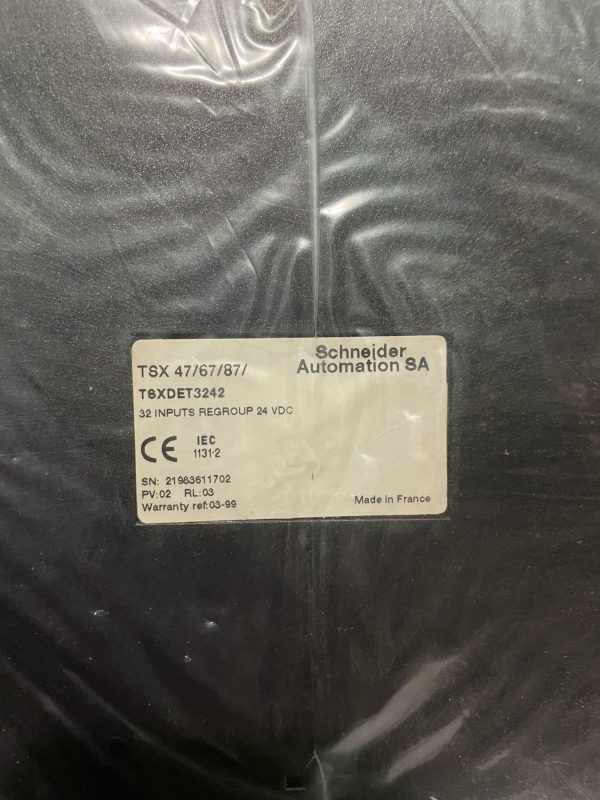 Schneider
Automation SA
TSX 47/67/87/
TSXDET3242
32 INPUTS REGROUP 24 VDC
CE
IEC
1131-2
SN: 21983611702
PV:02 RL:03
Warranty ref:03-99
Made in France